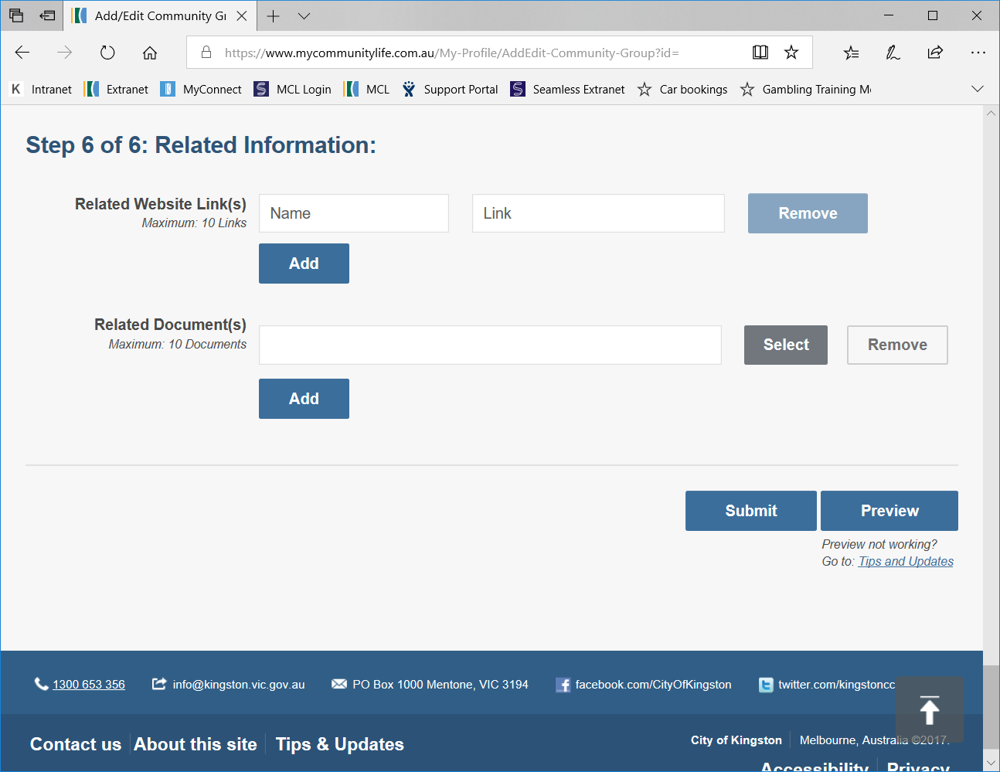 Add/Edit Community Gr
https://www.mycommunitylife.com.au/My-Profile/AddEdit-Community-Group?id=
K Intranet Extranet MyConnect S MCL Login MCL Support Portal S Seamless Extranet Car bookings Gambling Training Mo
Step 6 of 6: Related Information:
Related Website Link(s) Name Link Remove
Maximum: 10 Links
Add
Related Document(s)
Maximum: 10 Documents Select Remove
Add
Submit Preview
Preview not working?
Go to: Tips and Updates
1300 653 356 info@kingston.vic.gov.au PO Box 1000 Mentone, VIC 3194 facebook.com/CityOfKingston twitter.com/kingstoncc
Contact us About this site Tips & Updates City of Kingston Melbourne, Australia ©2017.
Accessibility Privacy